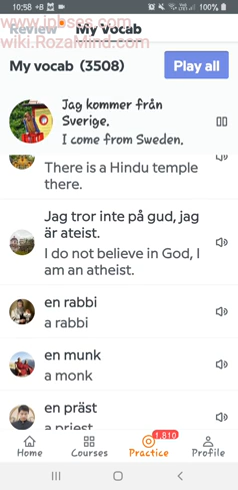 10:58 +B
100%
www.inhses.com
Review
My Vocab
wiki.RozaMind.com
My vocab (3508)
Play all
Jag kommer från
Sverige.
I come from Sweden.
There is a Hindu temple
there.
Jag tror inte på gud, jag
är ateist.
I do not believe in God, I
am an atheist.
en rabbi
a rabbi
en munk
a monk
en präst
a priest
1,810
Home
Courses
Practice
Profile